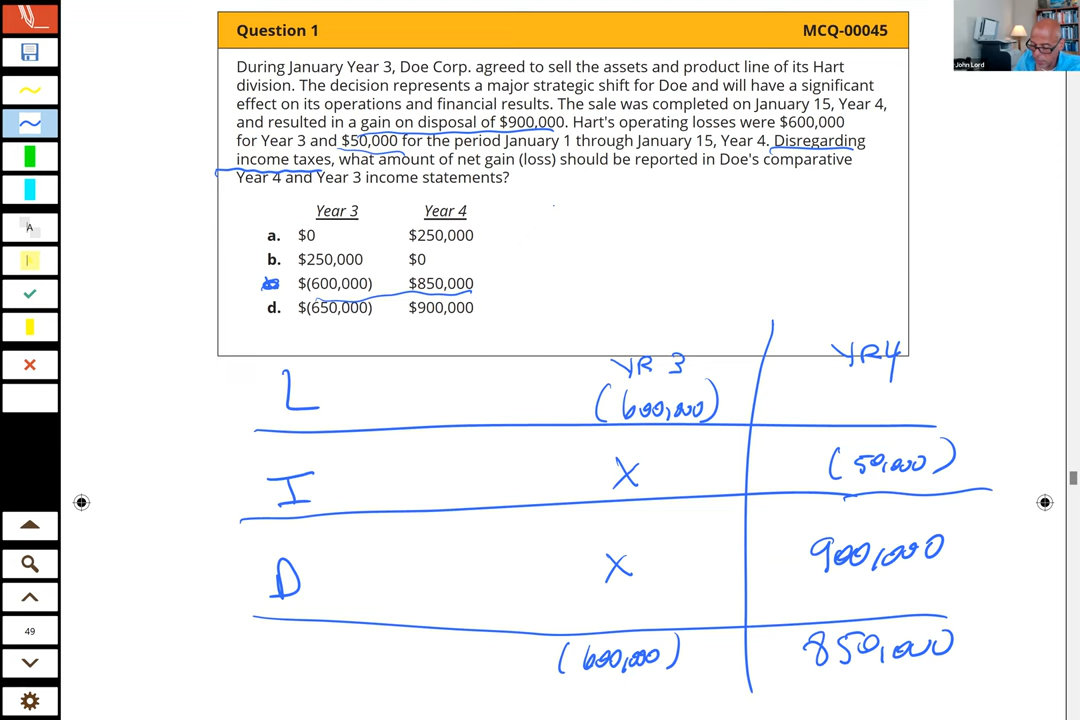 Question 1 MCQ-00045
During January Year 3, Doe Corp. agreed to sell the assets and product line of its Hart
division. The decision represents a major strategic shift for Doe and will have a significant
effect on its operations and financial results. The sale was completed on January 15, Year 4,
and resulted in a gain on disposal of $900,000. Hart's operating losses were $600,000
for Year 3 and $50,000 for the period January 1 through January 15, Year 4. Disregarding
income taxes, what amount of net gain (loss) should be reported in Doe's comparative
Year 4 and Year 3 income statements?
Year 3 Year 4
a. $0 $250,000
b. $250,000 $0
$(600,000) $850,000
d. $(650,000) $900,000
YR 3 YR4
L (600,000)
I X (50,000)
D X 900,000
(600,000) 850,000
John Lord
A
49